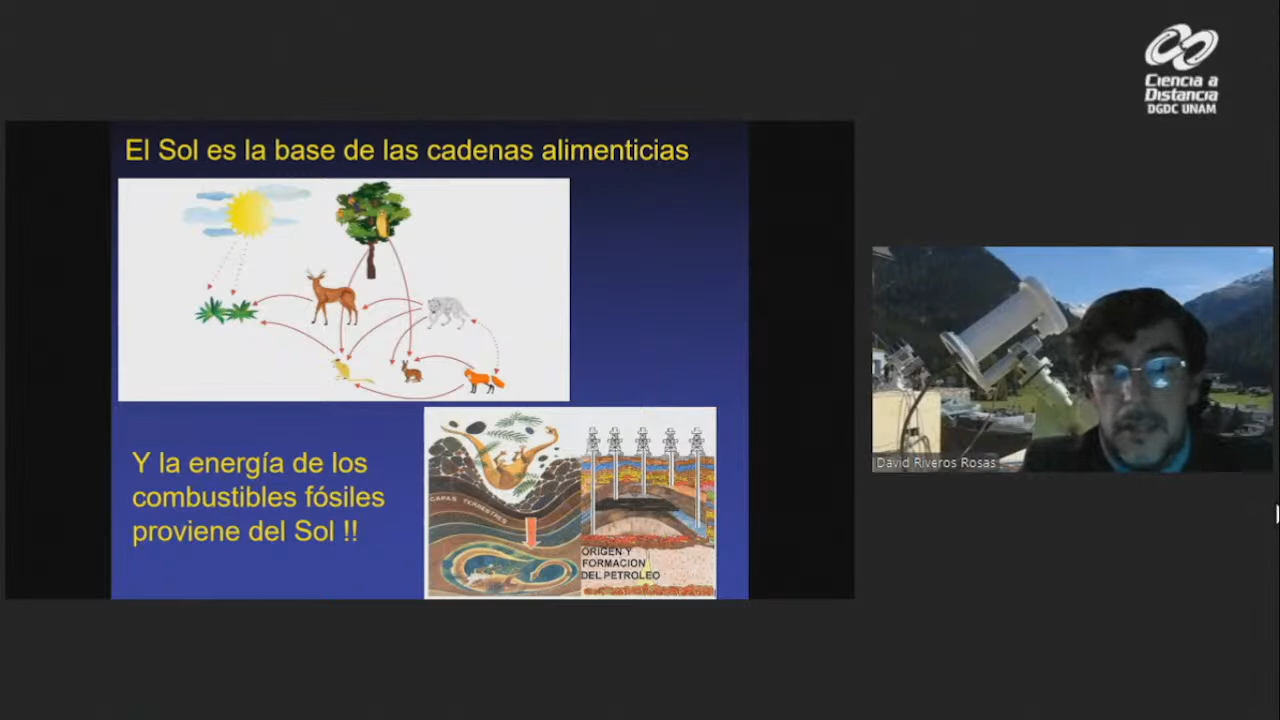 Ciencia a
Distancia
DGDC UNAM
El Sol es la base de las cadenas alimenticias
Y la energía de los
combustibles fósiles
proviene del Sol !!
CAPAS TERRESTRES
ORIGEN Y
FORMACION
DEL PETROLEO
David Riveros Rosas